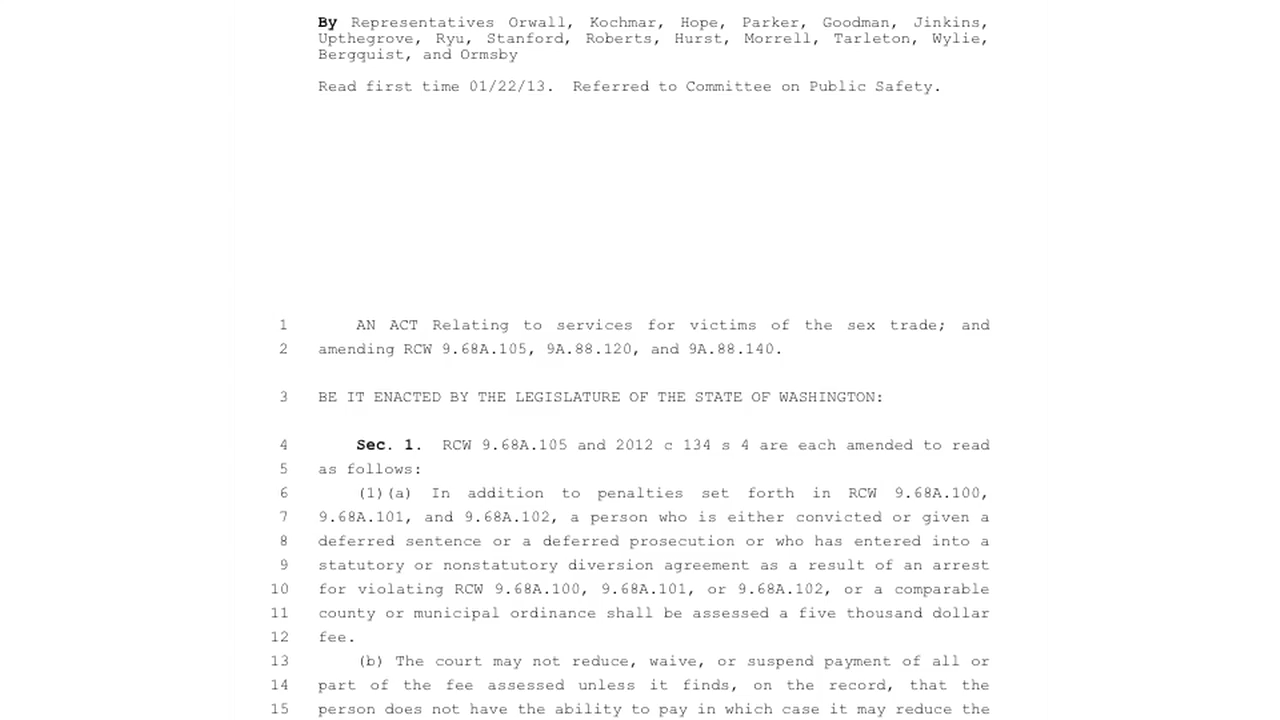 By Representatives Orwall, Kochmar, Hope, Parker, Goodman, Jinkins,
Upthegrove, Ryu, Stanford, Roberts, Hurst, Morrell, Tarleton, Wylie,
Bergquist, and Ormsby
Read first time 01/22/13. Referred to Committee on Public Safety.
1 AN ACT Relating to services for victims of the sex trade; and
2 amending RCW 9.68A.105, 9A.88.120, and 9A.88.140.
3 BE IT ENACTED BY THE LEGISLATURE OF THE STATE OF WASHINGTON:
4 Sec. 1. RCW 9.68A.105 and 2012 c 134 s 4 are each amended to read
5 as follows:
6 (1)(a) In addition to penalties set forth in RCW 9.68A.100,
7 9.68A.101, and 9.68A.102, a person who is either convicted or given a
8 deferred sentence or a deferred prosecution or who has entered into a
9 statutory or nonstatutory diversion agreement as a result of an arrest
10 for violating RCW 9.68A.100, 9.68A.101, or 9.68A.102, or a comparable
11 county or municipal ordinance shall be assessed a five thousand dollar
12 fee.
13 (b) The court may not reduce, waive, or suspend payment of all or
14 part of the fee assessed unless it finds, on the record, that the
15 person does not have the ability to pay in which case it may reduce the